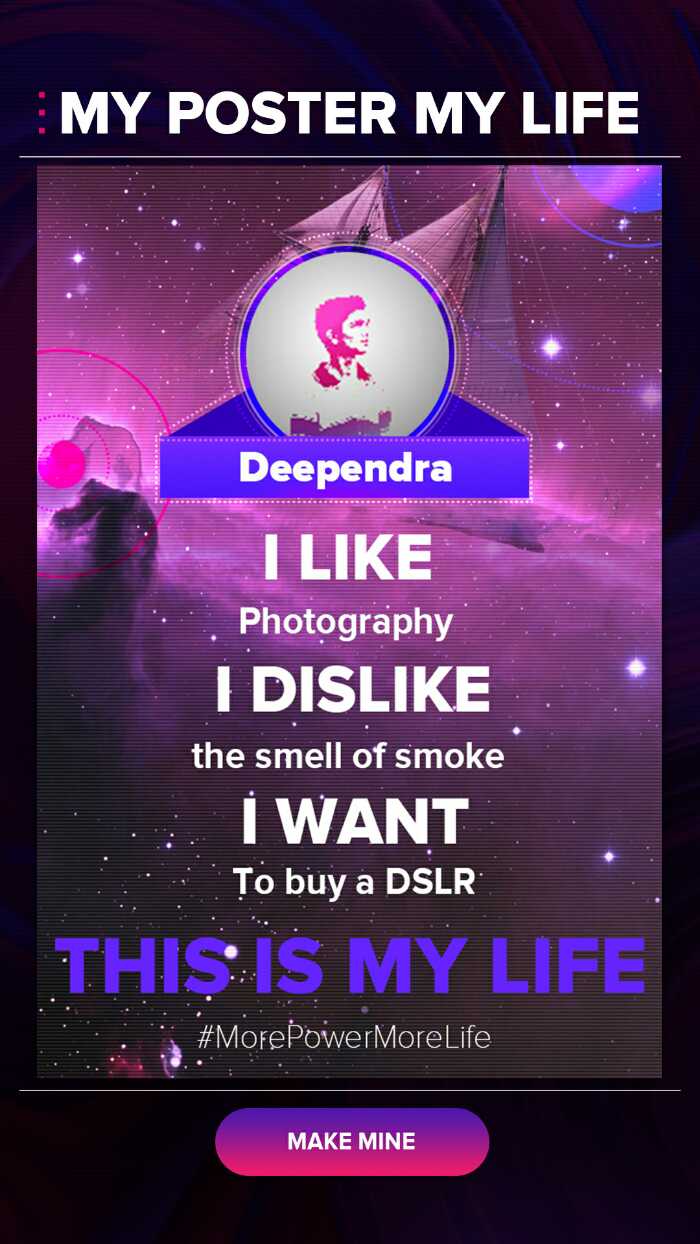 MY POSTER MY LIFE
Deependra
I LIKE
Photography
I DISLIKE
the smell of smoke
I WANT
To buy a DSLR
THIS IS MY LIFE
#MorePowerMoreLife
MAKE MINE